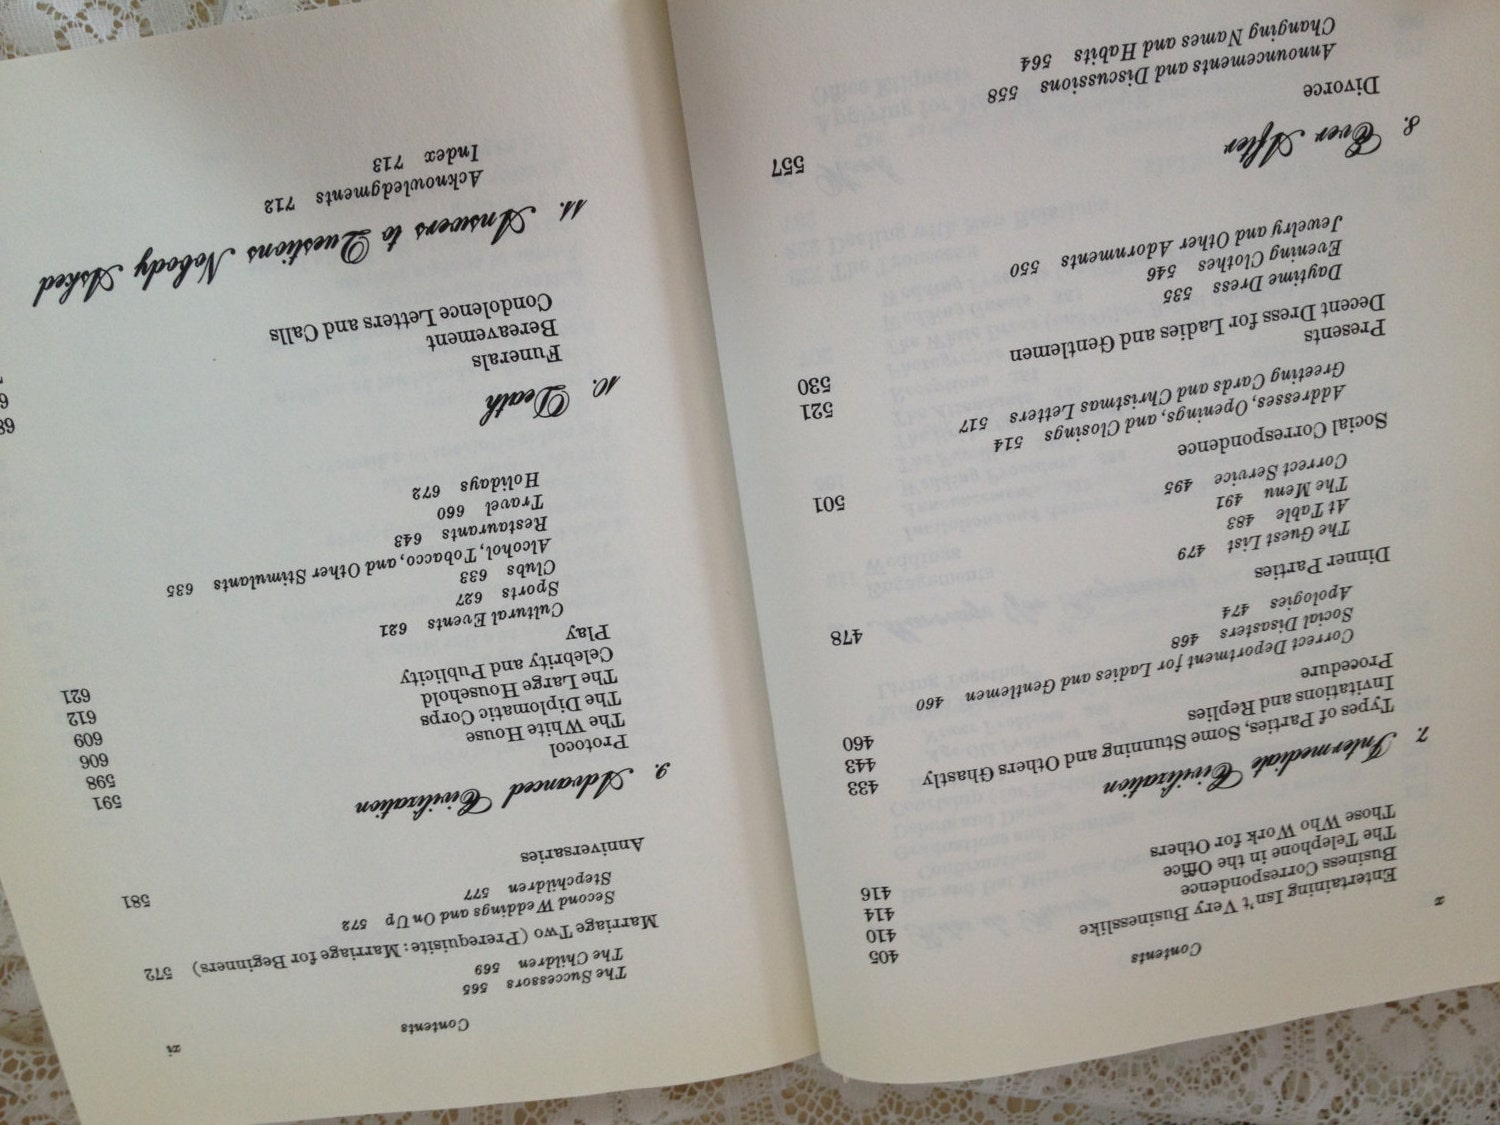 x
Contents
Entertaining Isn't Very Businesslike 405
Business Correspondence 410
The Telephone in the Office 414
Those Who Work for Others 416
7. Intermediate Civilization
Types of Parties, Some Stunning and Others Ghastly 433
Invitations and Replies 443
Procedure 460
Correct Deportment for Ladies and Gentlemen 460
Social Disasters 468
Apologies 474
Dinner Parties 478
The Guest List 479
At Table 483
The Menu 491
Correct Service 495
Social Correspondence 501
Addresses, Openings, and Closings 514
Greeting Cards and Christmas Letters 517
Presents 521
Decent Dress for Ladies and Gentlemen 530
Daytime Dress 535
Evening Clothes 546
Jewelry and Other Adornments 550
8. Ever After
Divorce 557
Announcements and Discussions 558
Changing Names and Habits 564
Contents
xi
The Successors 565
The Children 569
Marriage Two (Prerequisite: Marriage for Beginners) 572
Second Weddings and On Up 572
Stepchildren 577
Anniversaries 581
9. Advanced Civilization
Protocol 591
The White House 598
The Diplomatic Corps 606
The Large Household 609
Celebrity and Publicity 612
Play 621
Cultural Events 621
Sports 627
Clubs 633
Alcohol, Tobacco, and Other Stimulants 635
Restaurants 643
Travel 660
Holidays 672
10. Death
Funerals
Bereavement
Condolence Letters and Calls
11. Answers to Questions Nobody Asked
Acknowledgments 712
Index 713